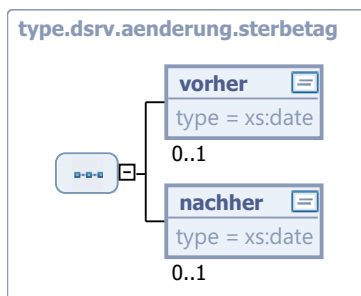 type.dsrv.aenderung.sterbetag
vorher
type = xs:date
0..1
nachher
type = xs:date
0..1